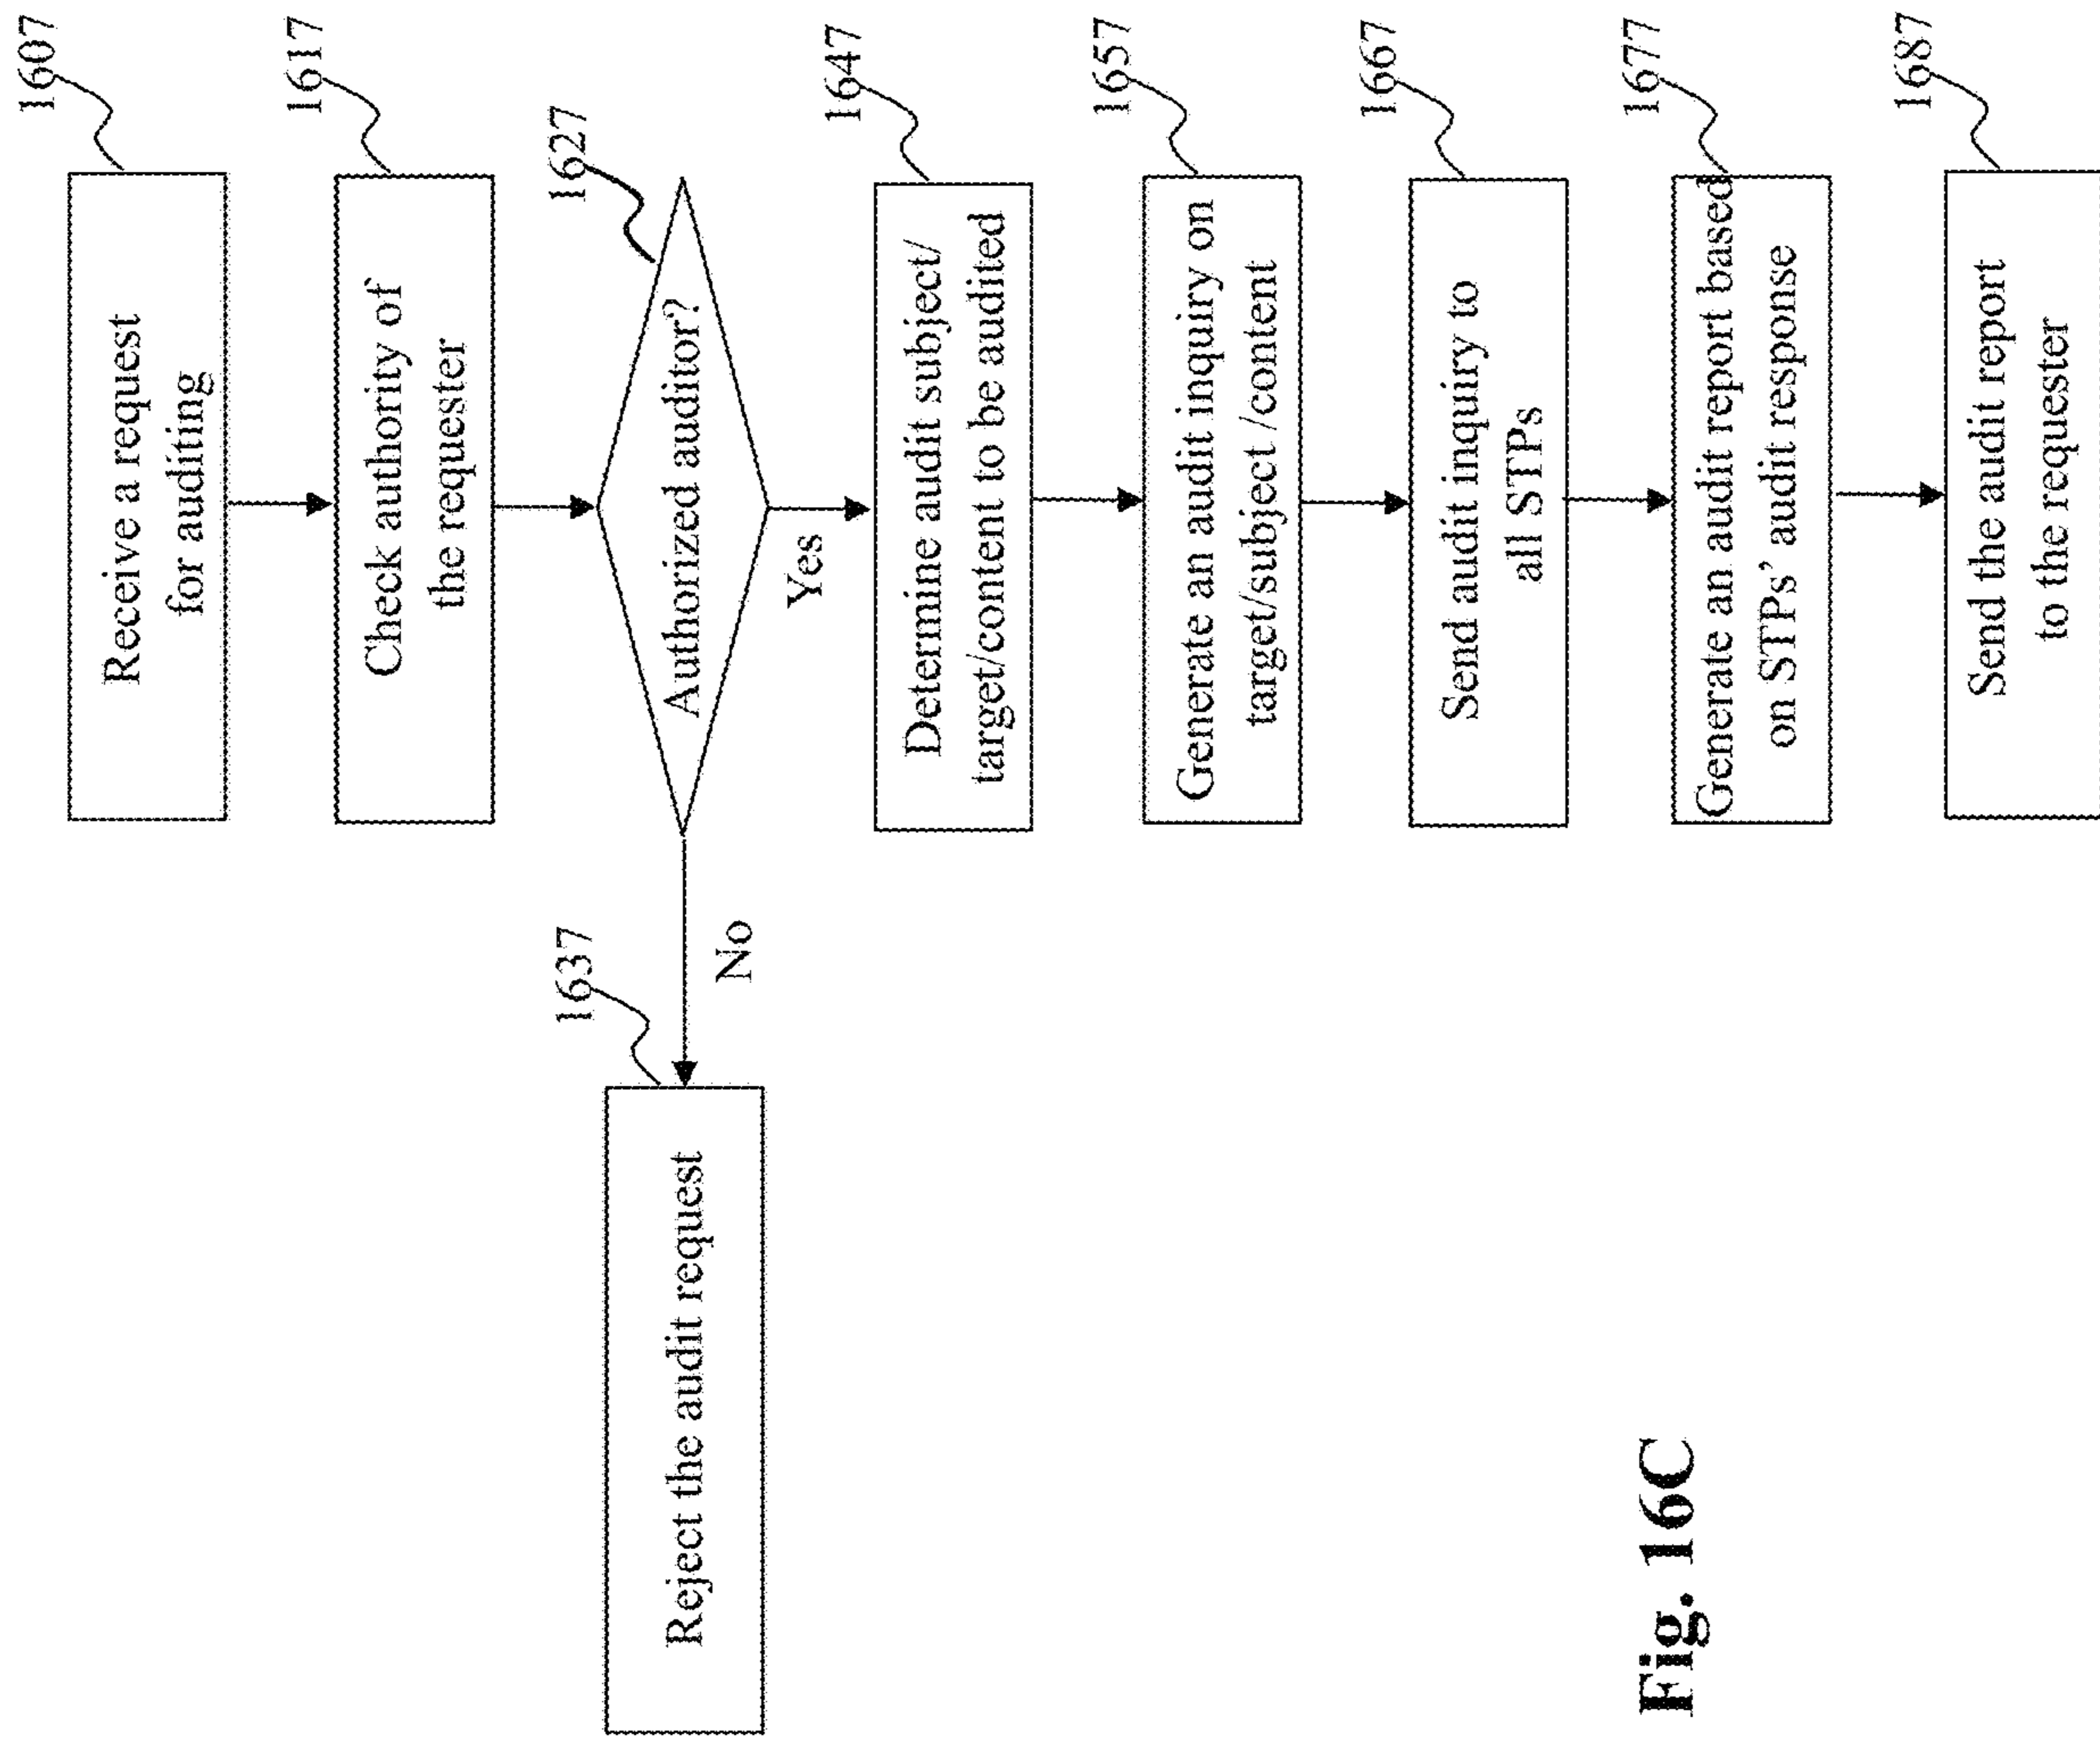 1607
Receive a request
for auditing
1617
Check authority of
the requester
1627
Authorized auditor?
Yes
No
1637
Reject the audit request
1647
Determine audit subject/
target/content to be audited
1657
Generate an audit inquiry on
target/subject /content
1667
Send audit inquiry to
all STPs
1677
Generate an audit report based
on STPs’ audit response
1687
Send the audit report
to the requester
Fig. 16C